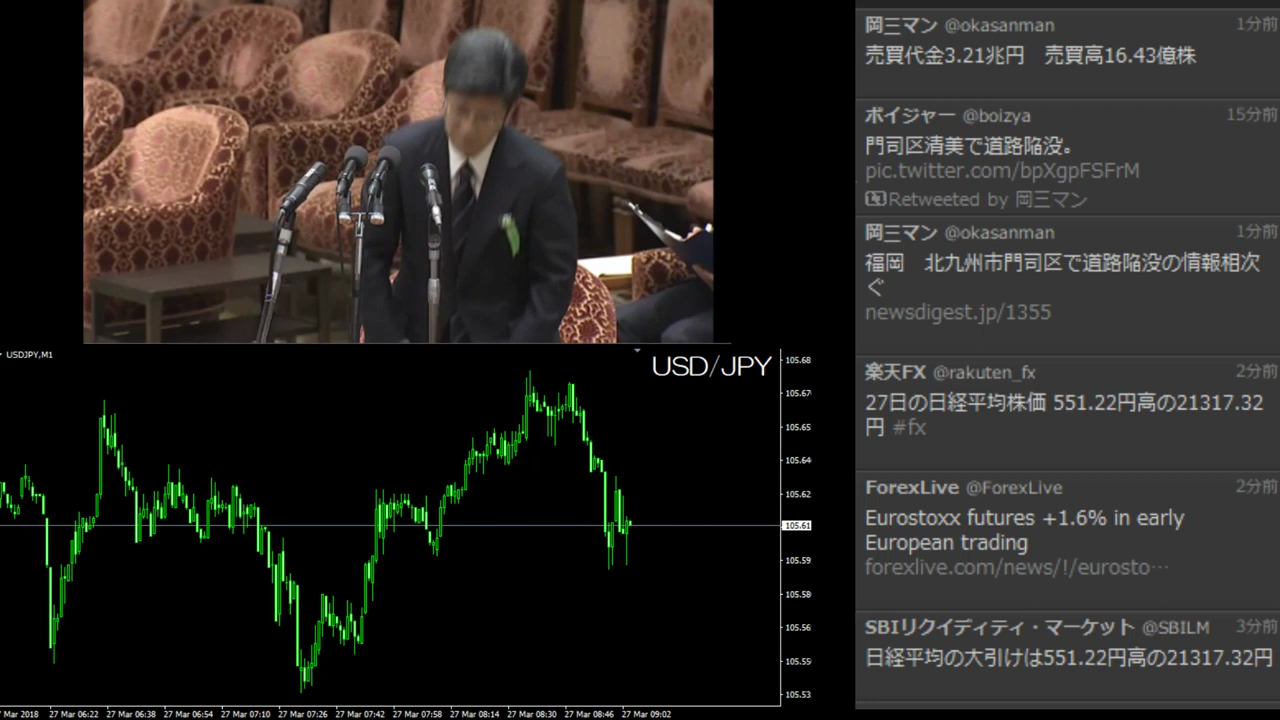 USDJPY,M1
USD/JPY
105.68
105.67
105.65
105.64
105.62
105.61
105.59
105.58
105.56
105.55
105.53
Mar 2018
27 Mar 06:22
27 Mar 06:38
27 Mar 06:54
27 Mar 07:10
27 Mar 07:26
27 Mar 07:42
27 Mar 07:58
27 Mar 08:14
27 Mar 08:30
27 Mar 08:46
27 Mar 09:02
岡三マン @okasanman 1分前
売買代金3.21兆円　売買高16.43億株
ボイジャー @boizya 15分前
門司区清美で道路陥没。
pic.twitter.com/bpXgpFSFrM
Retweeted by 岡三マン
岡三マン @okasanman 1分前
福岡　北九州市門司区で道路陥没の情報相次
ぐ
newsdigest.jp/1355
楽天FX @rakuten_fx 2分前
27日の日経平均株価 551.22円高の21317.32
円 #fx
ForexLive @ForexLive 2分前
Eurostoxx futures +1.6% in early
European trading
forexlive.com/news/!/eurosto…
SBIリクイディティ・マーケット @SBILM 3分前
日経平均の大引けは551.22円高の21317.32円